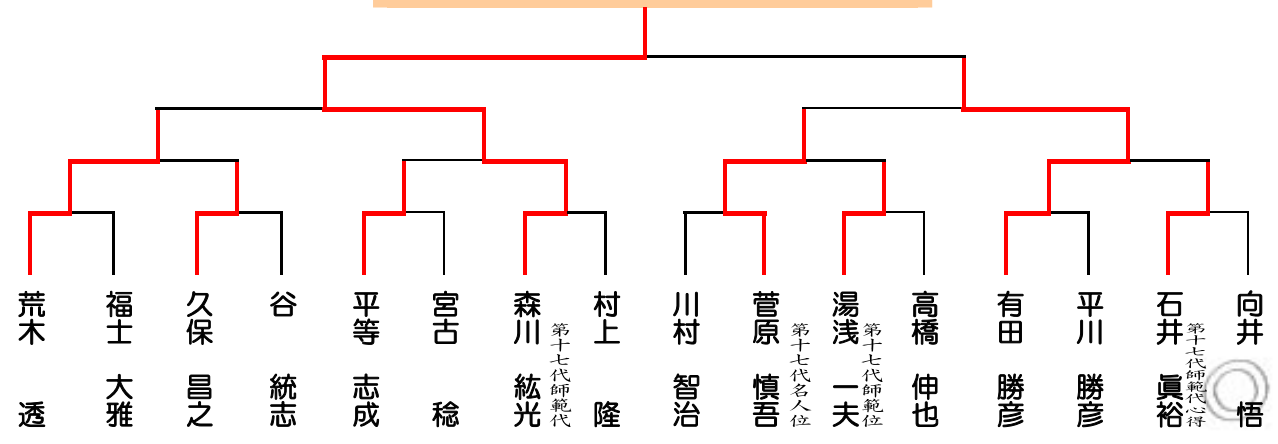 荒木 透
福士 大雅
久保 昌之
谷 統志
平等 志成
宮古 稔
森川 紘光
第十七代師範代
村上 隆
川村 智治
菅原 慎吾
第十七代名人位
湯浅 一夫
第十七代師範位
高橋 伸也
有田 勝彦
平川 勝彦
石井 眞裕
第十七代師範代心得
向井 悟